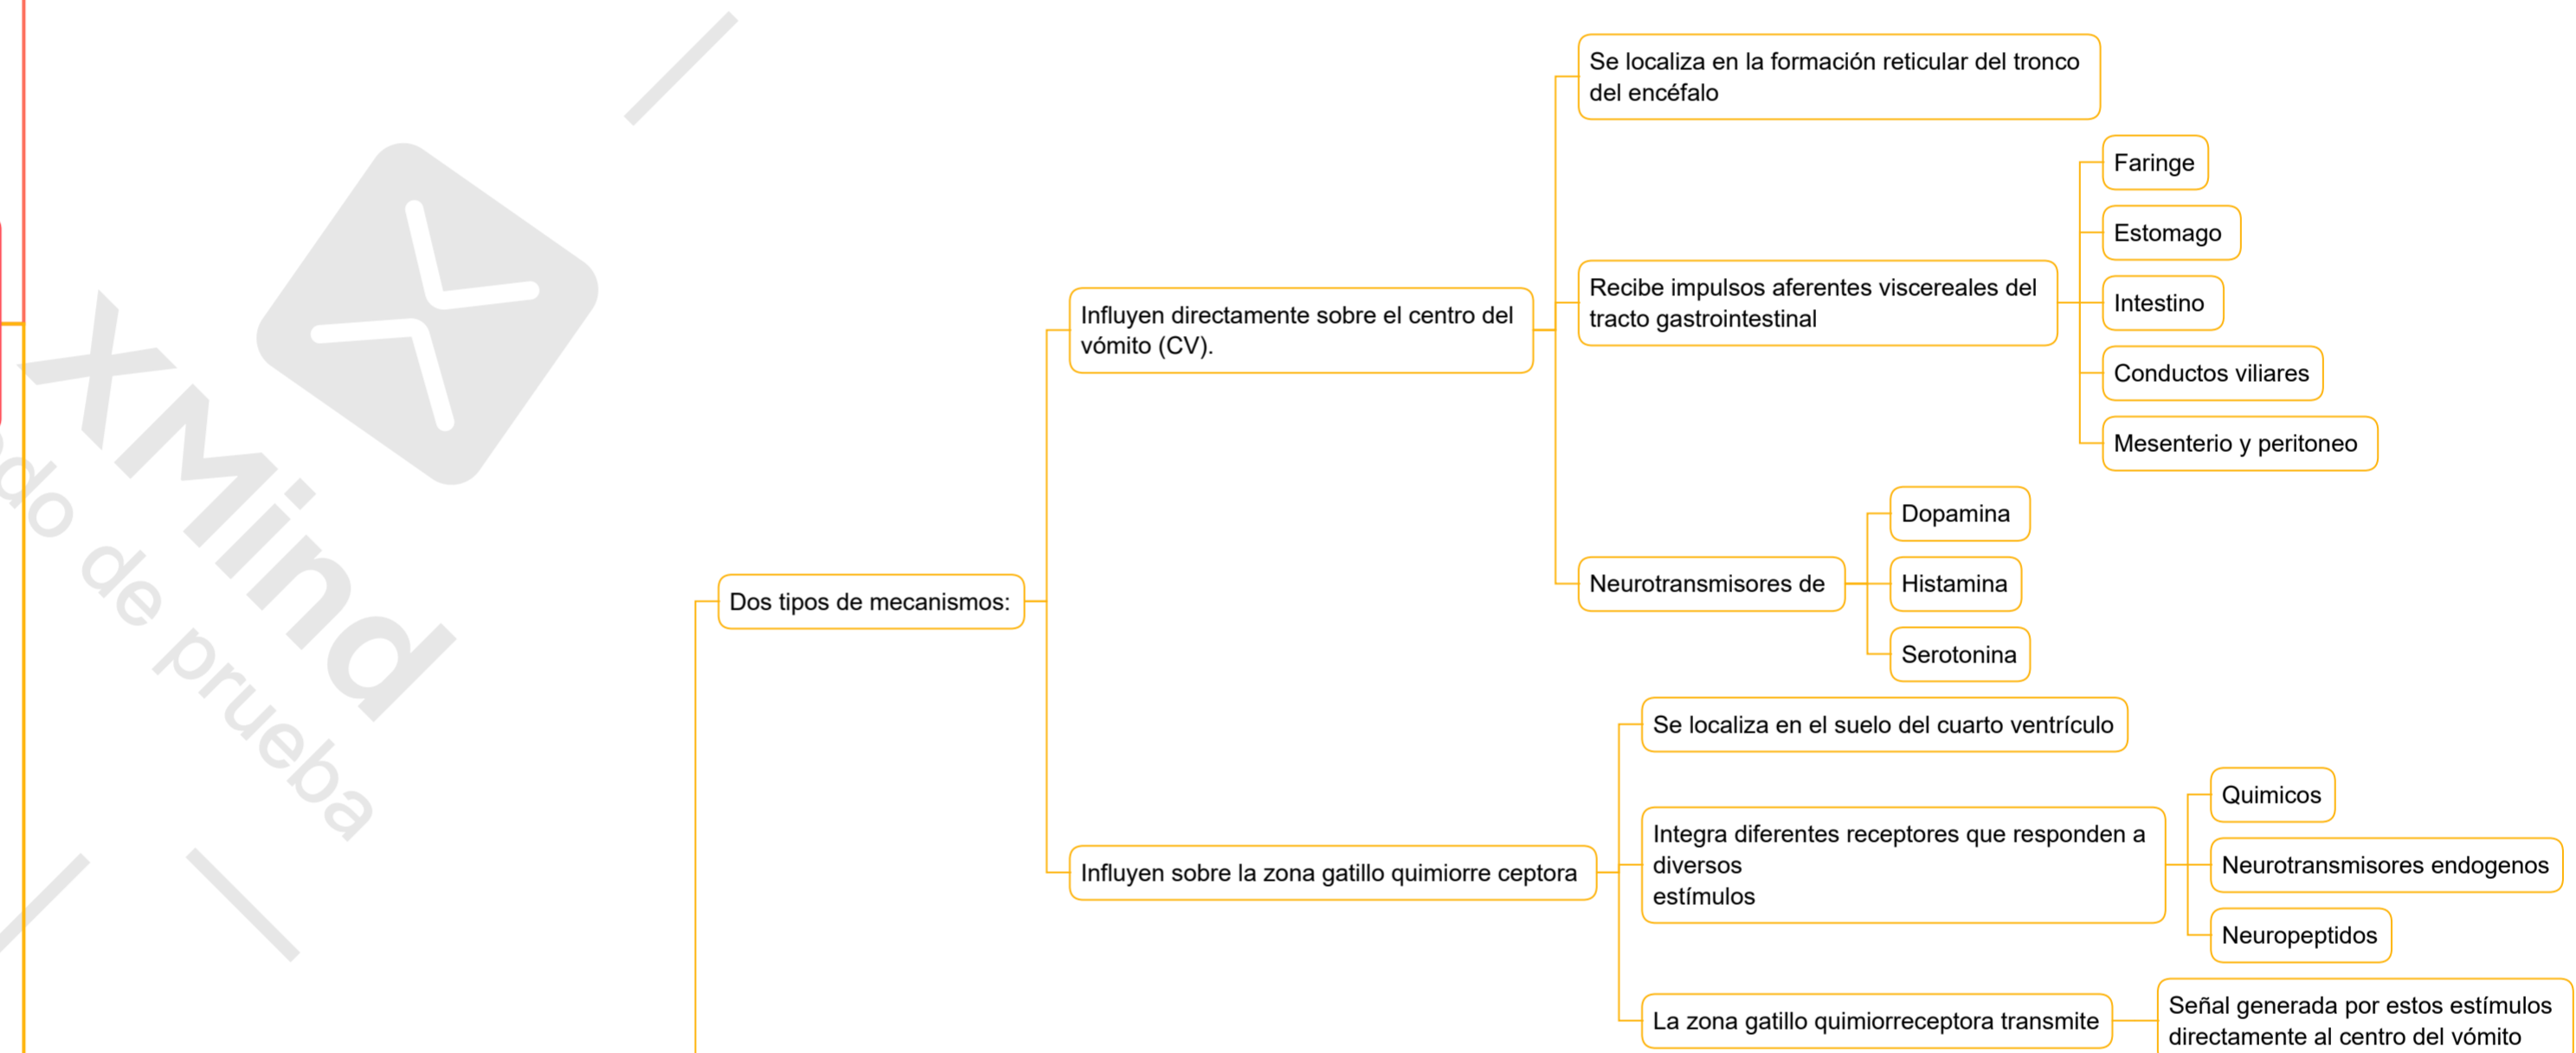 Se localiza en la formación reticular del tronco
del encéfalo
Faringe
Estomago
Intestino
Conductos viliares
Mesenterio y peritoneo
Recibe impulsos aferentes viscereales del
tracto gastrointestinal
Influyen directamente sobre el centro del
vómito (CV).
Dopamina
Histamina
Serotonina
Neurotransmisores de
Dos tipos de mecanismos:
Se localiza en el suelo del cuarto ventrículo
Quimicos
Neurotransmisores endogenos
Neuropeptidos
Integra diferentes receptores que responden a
diversos
estímulos
Influyen sobre la zona gatillo quimiorre ceptora
La zona gatillo quimiorreceptora transmite
Señal generada por estos estímulos
directamente al centro del vómito
XMind
de prueba